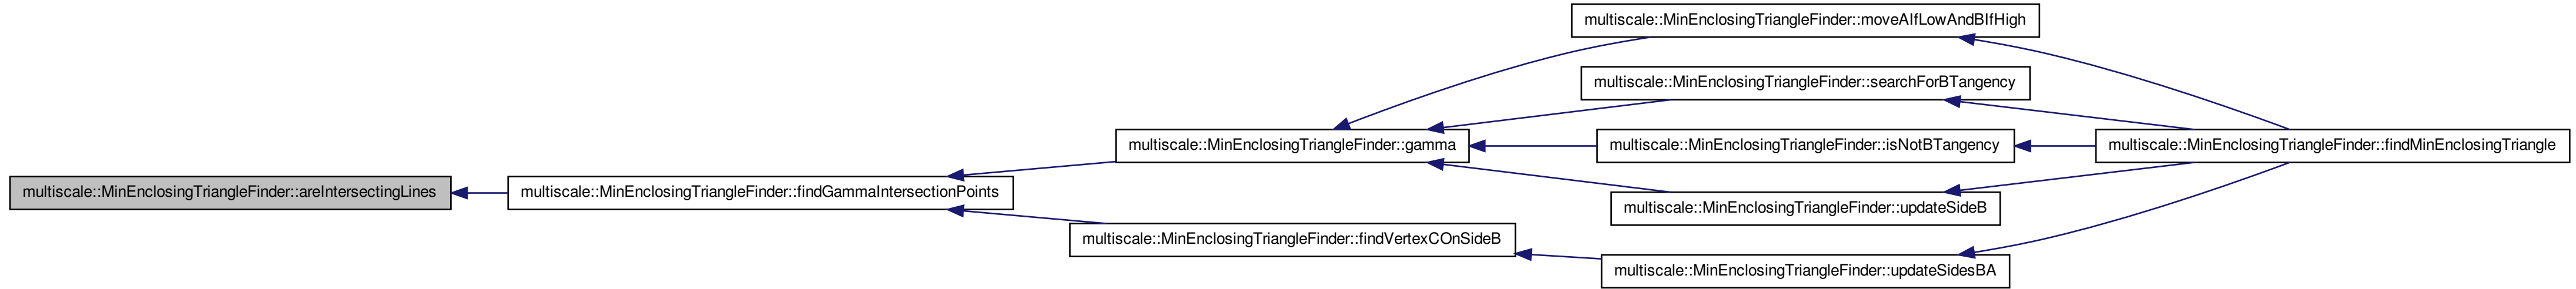 multiscale::MinEnclosingTriangleFinder::moveAIfLowAndBIfHigh
multiscale::MinEnclosingTriangleFinder::searchForBTangency
multiscale::MinEnclosingTriangleFinder::gamma
multiscale::MinEnclosingTriangleFinder::isNotBTangency
multiscale::MinEnclosingTriangleFinder::findMinEnclosingTriangle
multiscale::MinEnclosingTriangleFinder::areIntersectingLines
multiscale::MinEnclosingTriangleFinder::findGammaIntersectionPoints
multiscale::MinEnclosingTriangleFinder::updateSideB
multiscale::MinEnclosingTriangleFinder::findVertexCOnSideB
multiscale::MinEnclosingTriangleFinder::updateSidesBA